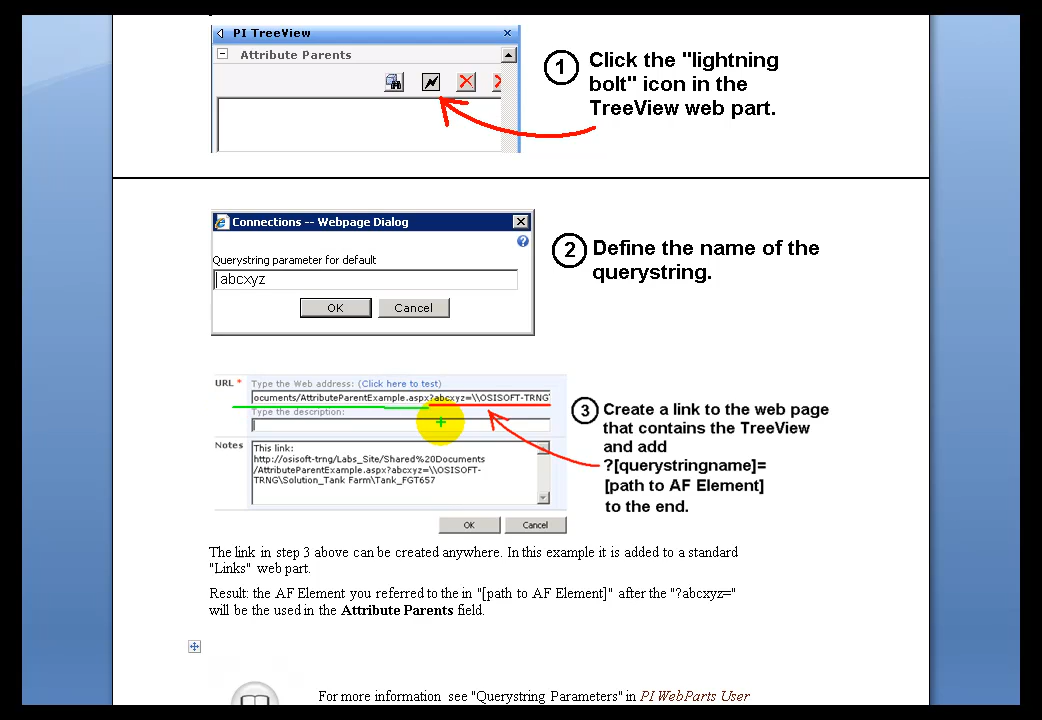 PI TreeView
Attribute Parents
1 Click the "lightning
bolt" icon in the
TreeView web part.
Connections -- Webpage Dialog
Querystring parameter for default
abcxyz
OK Cancel
2 Define the name of the
querystring.
URL * Type the Web address: (Click here to test)
ocuments/AttributeParentExample.aspx?abcxyz=\\OSISOFT-TRNG
Type the description:
Notes This link:
http://osisoft-trng/Labs_Site/Shared%20Documents
/AttributeParentExample.aspx?abcxyz=\\OSISOFT-
TRNG\Solution_Tank Farm\Tank_FGT657
OK Cancel
3 Create a link to the web page
that contains the TreeView
and add
?[querystringname]=
[path to AF Element]
to the end.
The link in step 3 above can be created anywhere. In this example it is added to a standard
"Links" web part.
Result: the AF Element you referred to the in "[path to AF Element]" after the "?abcxyz="
will be the used in the Attribute Parents field.
For more information see "Querystring Parameters" in PI WebParts User